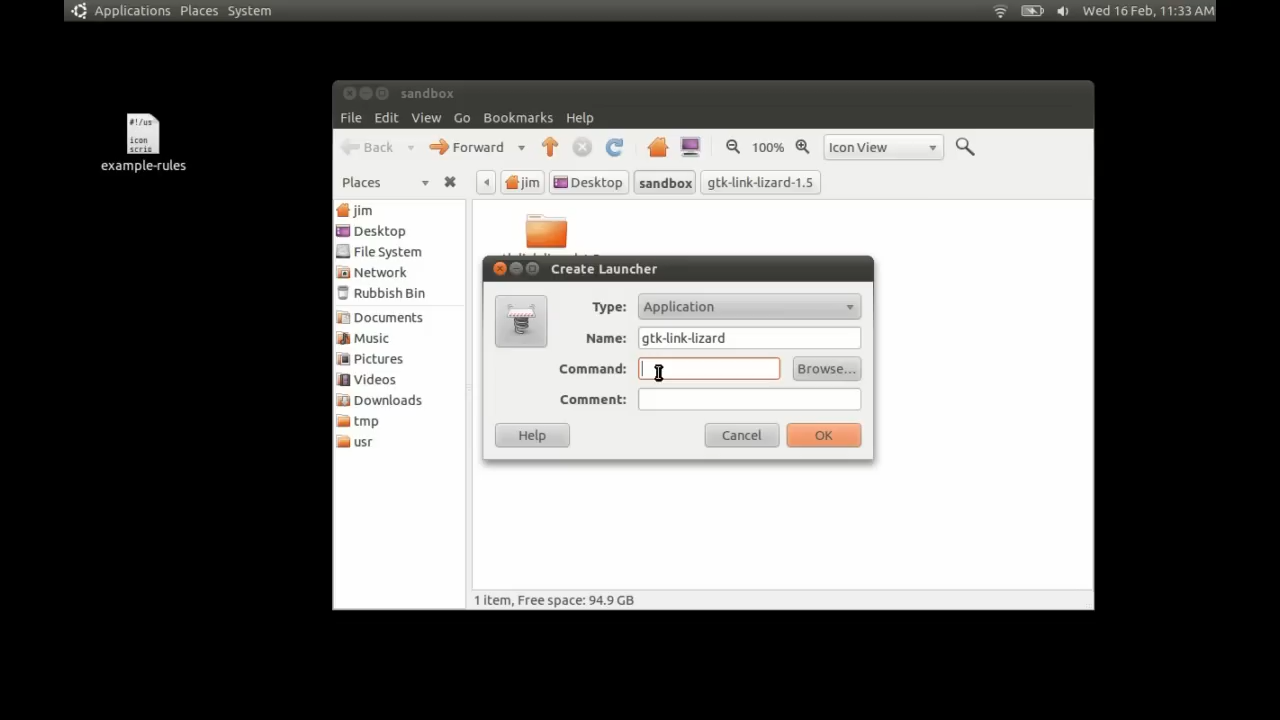 Applications Places System Wed 16 Feb, 11:33 AM
#!/us
icon
scris
example-rules
sandbox
File Edit View Go Bookmarks Help
Back Forward 100% Icon View
Places jim Desktop sandbox gtk-link-lizard-1.5
jim
Desktop
File System
Network
Rubbish Bin
Documents
Music
Pictures
Videos
Downloads
tmp
usr
Create Launcher
Type: Application
Name: gtk-link-lizard
Command: Browse...
Comment:
Help Cancel OK
1 item, Free space: 94.9 GB